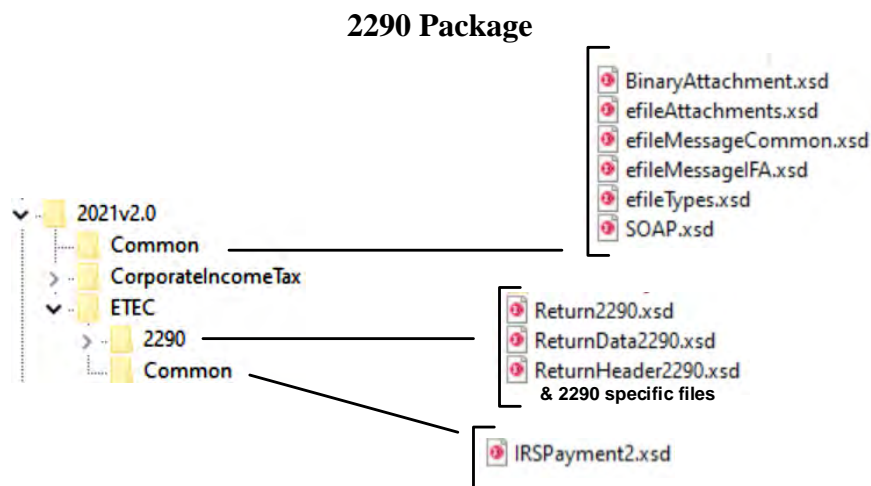 2290 Package
BinaryAttachment.xsd
efileAttachments.xsd
efileMessageCommon.xsd
efileMessageIFA.xsd
efileTypes.xsd
SOAP.xsd
2021v2.0
Common
CorporateIncomeTax
ETEC
2290
Common
Return2290.xsd
ReturnData2290.xsd
ReturnHeader2290.xsd
& 2290 specific files
IRSPayment2.xsd